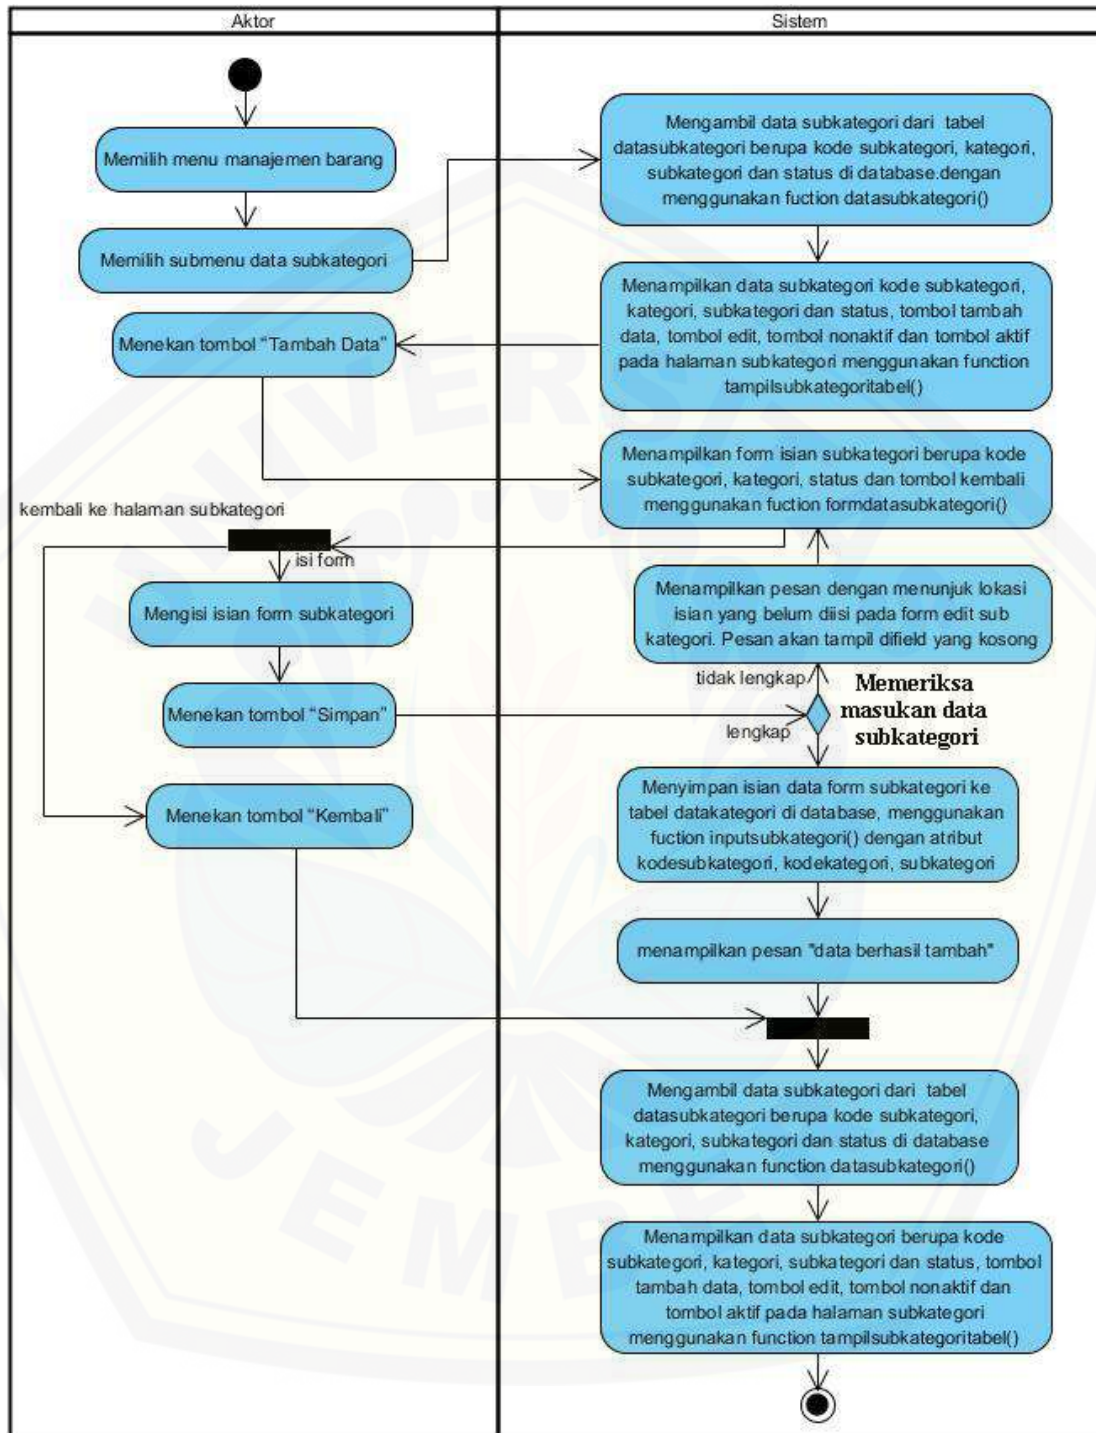 Aktor
Sistem
Memilih menu manajemen barang
Memilih submenu data subkategori
Mengambil data subkategori dari tabel
datasubkategori berupa kode subkategori, kategori,
subkategori dan status di database.dengan
menggunakan fuction datasubkategori()
Menampilkan data subkategori kode subkategori,
kategori, subkategori dan status, tombol tambah
data, tombol edit, tombol nonaktif dan tombol aktif
pada halaman subkategori menggunakan function
tampilsubkategoritabel()
Menekan tombol “Tambah Data”
Menampilkan form isian subkategori berupa kode
subkategori, kategori, status dan tombol kembali
menggunakan fuction formdatasubkategori()
kembali ke halaman subkategori
isi form
Mengisi isian form subkategori
Menampilkan pesan dengan menunjuk lokasi
isian yang belum diisi pada form edit sub
kategori. Pesan akan tampil difield yang kosong
tidak lengkap
Memeriksa
masukan data
subkategori
Menekan tombol “Simpan”
lengkap
Menekan tombol “Kembali”
Menyimpan isian data form subkategori ke
tabel datakategori di database, menggunakan
fuction inputsubkategori() dengan atribut
kodesubkategori, kodekategori, subkategori
menampilkan pesan "data berhasil tambah"
Mengambil data subkategori dari tabel
datasubkategori berupa kode subkategori,
kategori, subkategori dan status di database
menggunakan function datasubkategori()
Menampilkan data subkategori berupa kode
subkategori, kategori, subkategori dan status, tombol
tambah data, tombol edit, tombol nonaktif dan
tombol aktif pada halaman subkategori
menggunakan function tampilsubkategoritabel()
UNIVERS
JEMBE